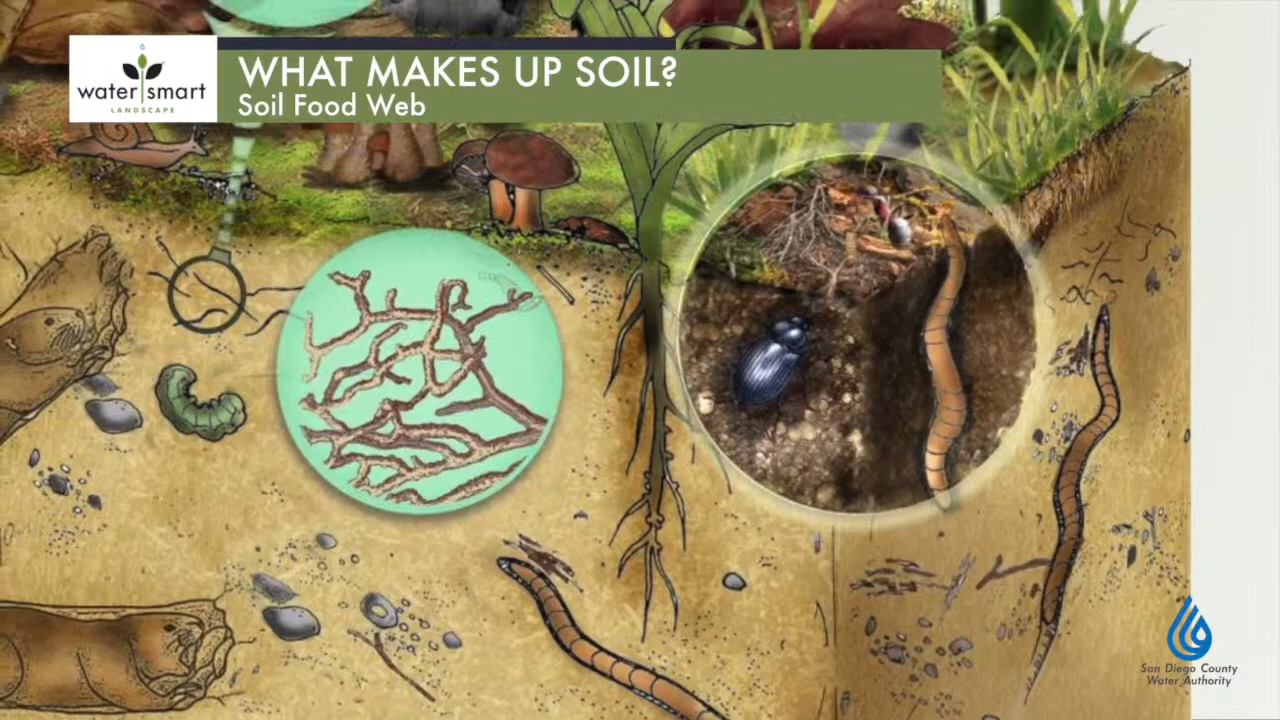 WHAT MAKES UP SOIL?
Soil Food Web
water smart
LANDSCAPE
San Diego County
Water Authority